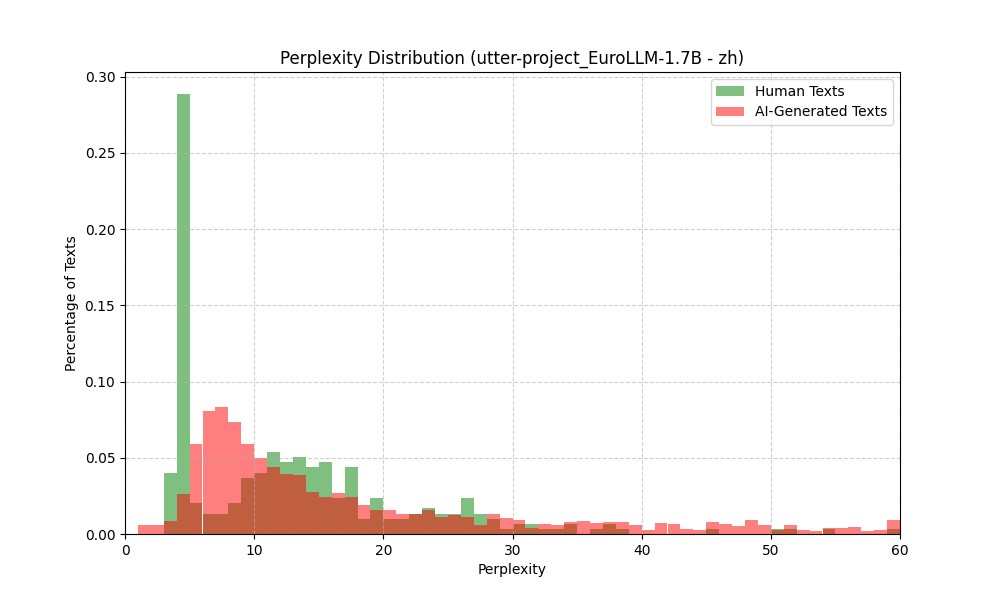 Perplexity Distribution (utter-project_EuroLLM-1.7B - zh)
Human Texts
AI-Generated Texts
Percentage of Texts
0.30
0.25
0.20
0.15
0.10
0.05
0.00
0 10 20 30 40 50 60
Perplexity